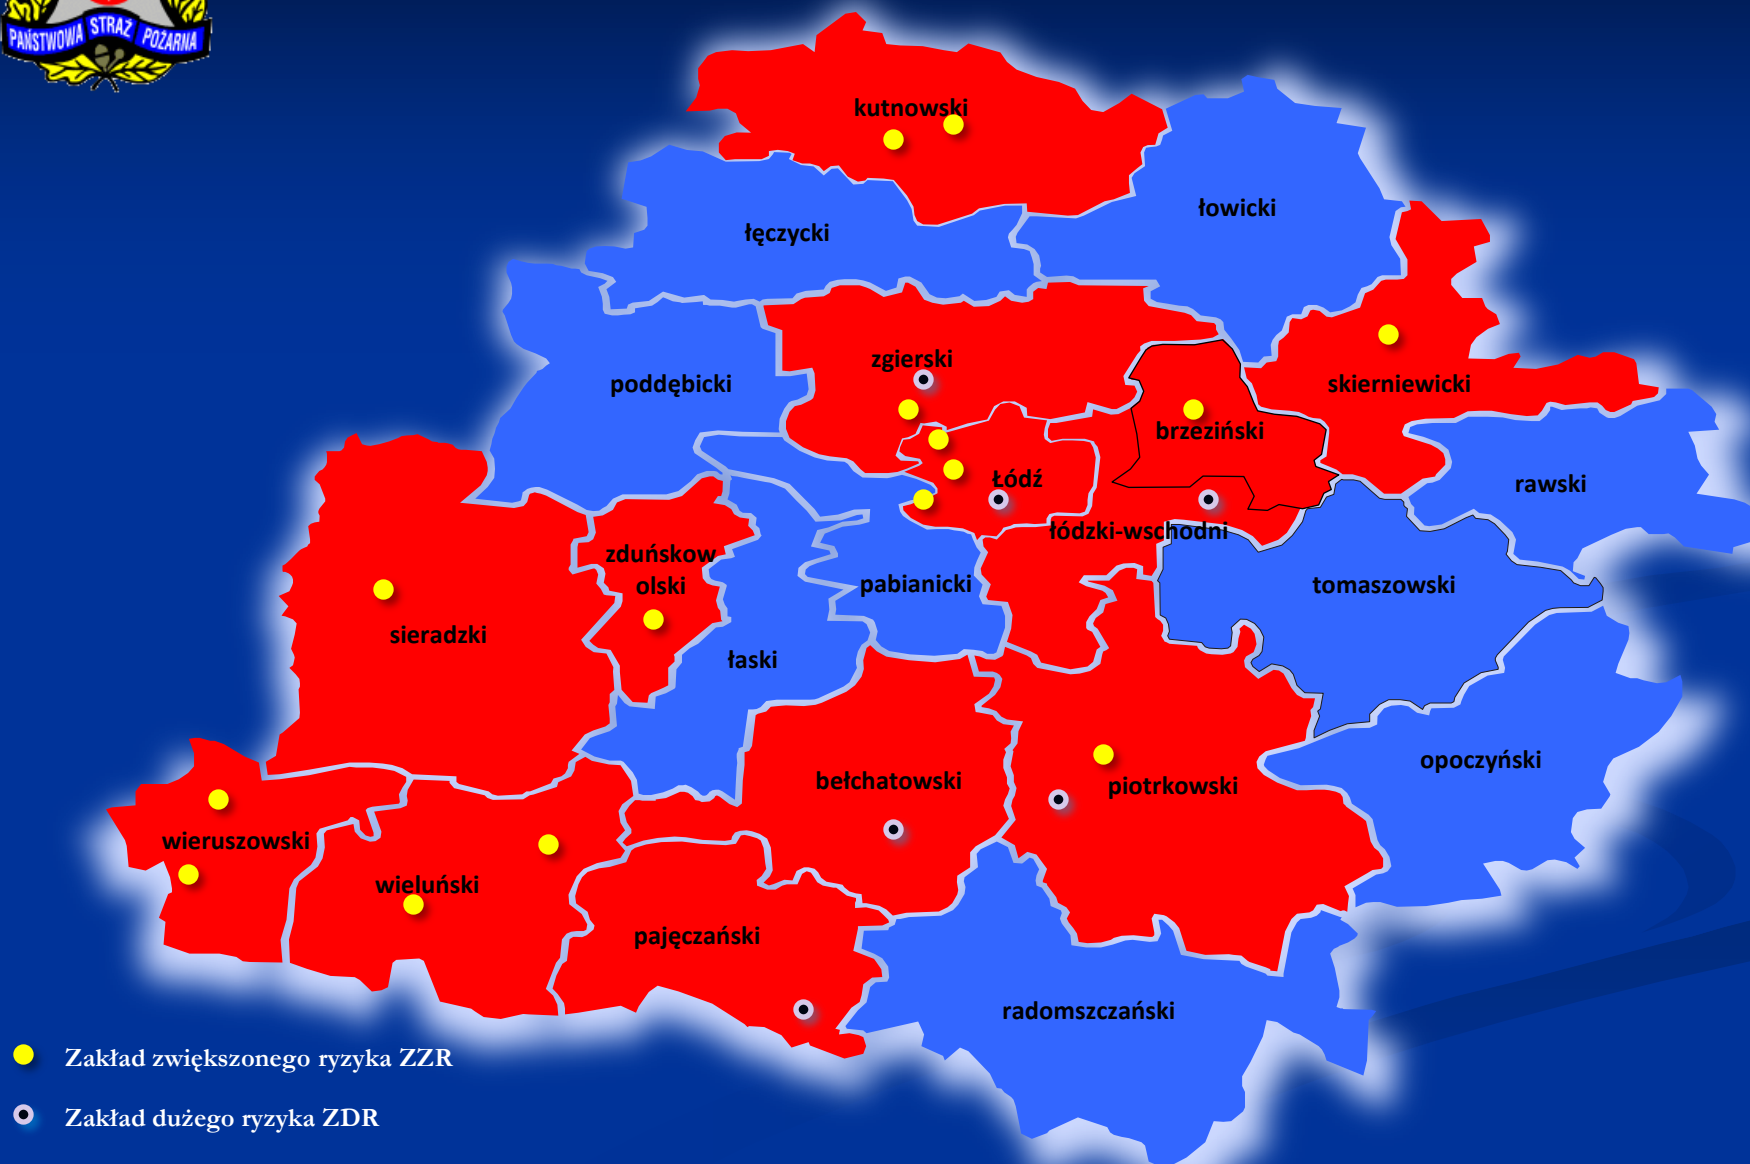 PAŃSTWOWA STRAŻ POŻARNA
kutnowski
łowicki
łęczycki
zgierski
poddębicki
skierniewicki
brzeziński
Łódź
rawski
łódzki-wschodni
zduńskow
olski
pabianicki
tomaszowski
sieradzki
łaski
opoczyński
bełchatowski
piotrkowski
wieruszowski
wieluński
pajęczański
radomszczański
Zakład zwiększonego ryzyka ZZR
Zakład dużego ryzyka ZDR